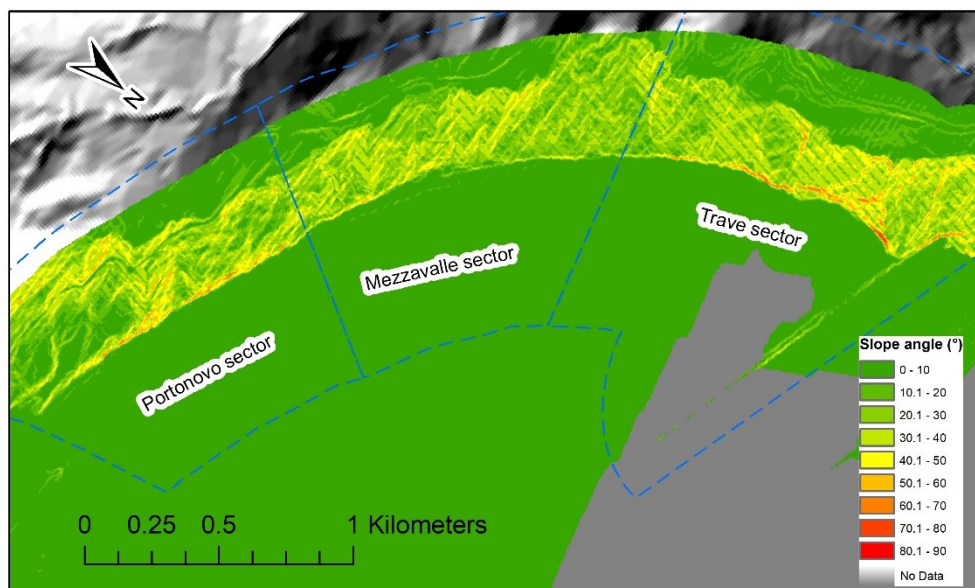 N
Trave sector
Mezzavalle sector
Portonovo sector
0 0.25 0.5 1 Kilometers
Slope angle (°)
0 - 10
10.1 - 20
20.1 - 30
30.1 - 40
40.1 - 50
50.1 - 60
60.1 - 70
70.1 - 80
80.1 - 90
No Data